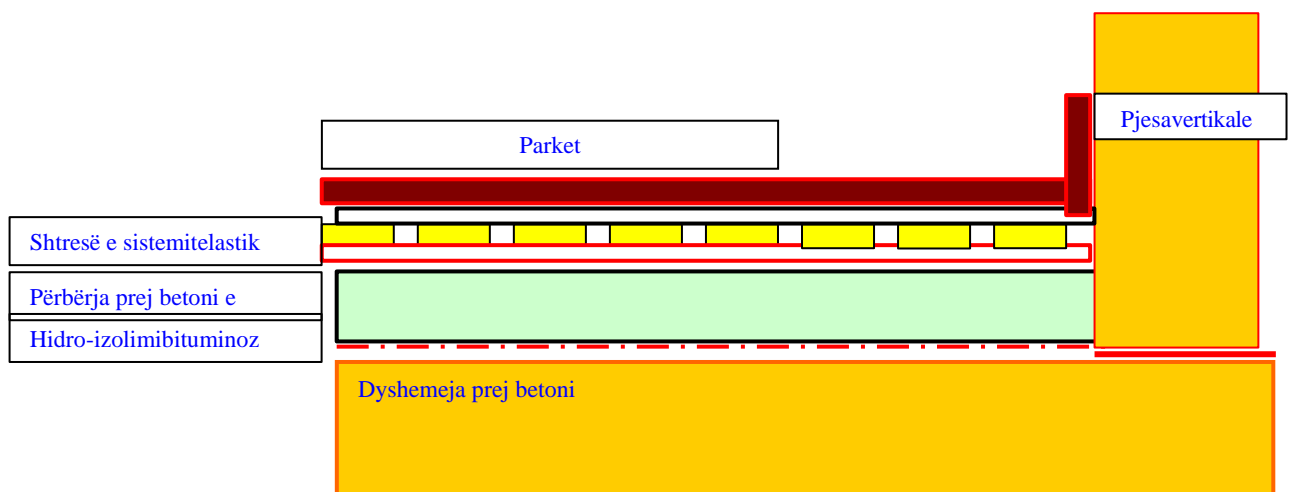 Pjesavertikale
Parket
Shtresë e sistemitelastik
Përbërja prej betoni e
Hidro-izolimibituminoz
Dyshemeja prej betoni